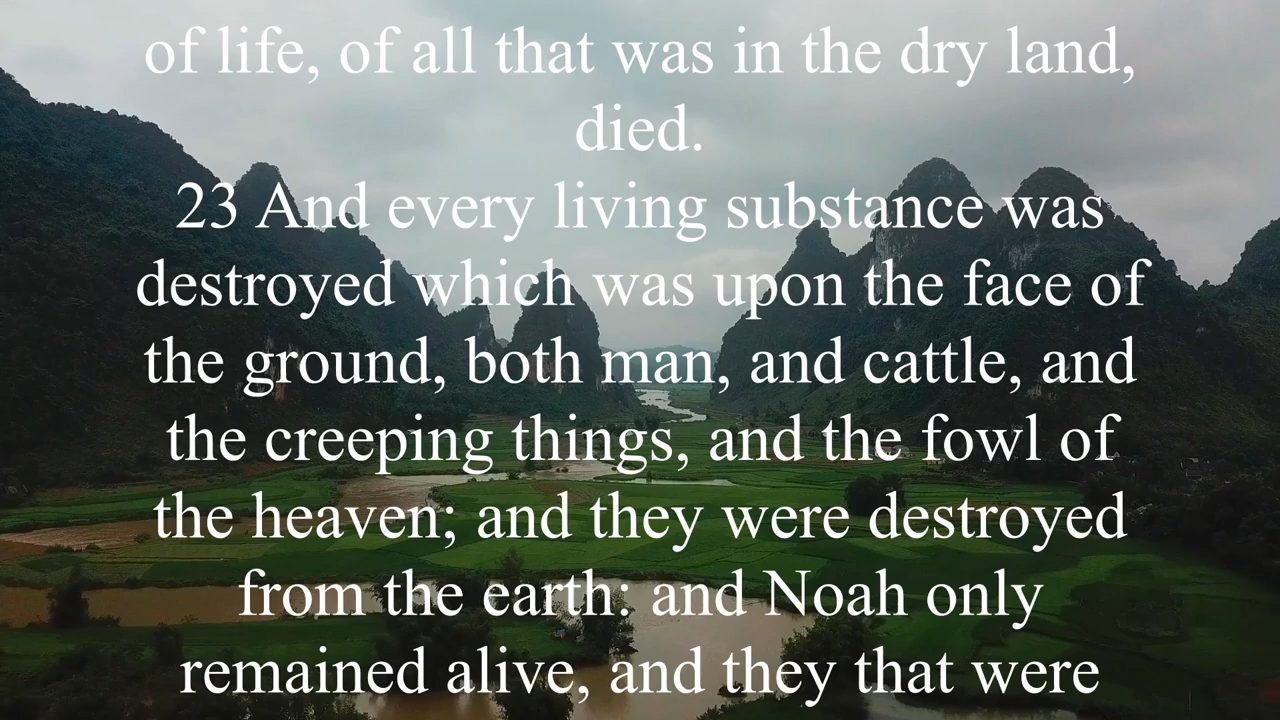 of life, of all that was in the dry land,
died.
23 And every living substance was
destroyed which was upon the face of
the ground, both man, and cattle, and
the creeping things, and the fowl of
the heaven; and they were destroyed
from the earth: and Noah only
remained alive, and they that were